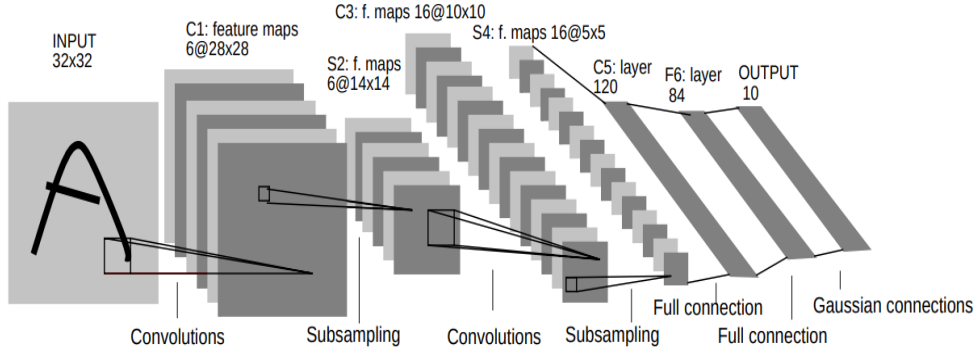 INPUT
32x32
C1: feature maps
6@28x28
S2: f. maps
6@14x14
C3: f. maps 16@10x10
S4: f. maps 16@5x5
C5: layer
120
F6: layer
84
OUTPUT
10
Convolutions
Subsampling
Convolutions
Subsampling
Full connection
Full connection
Gaussian connections